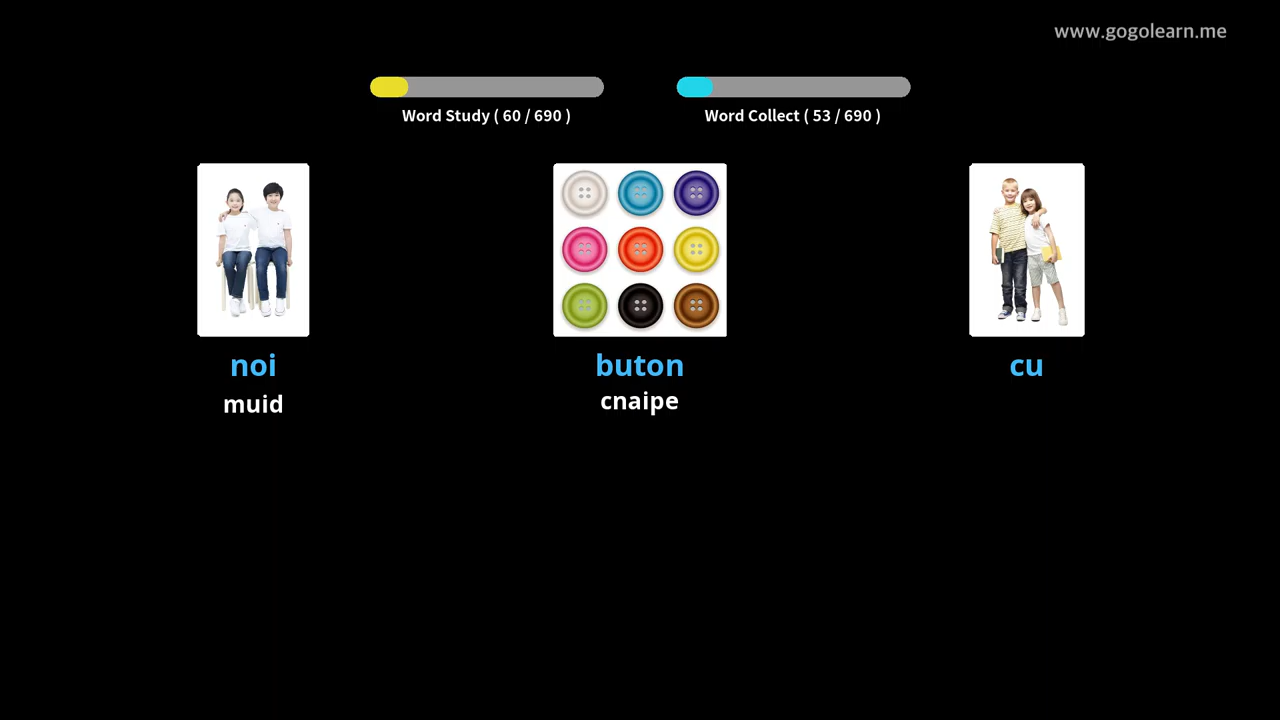 www.gogolearn.me
Word Study ( 60 / 690 )
Word Collect ( 53 / 690 )
noi
buton
cu
muid
cnaipe